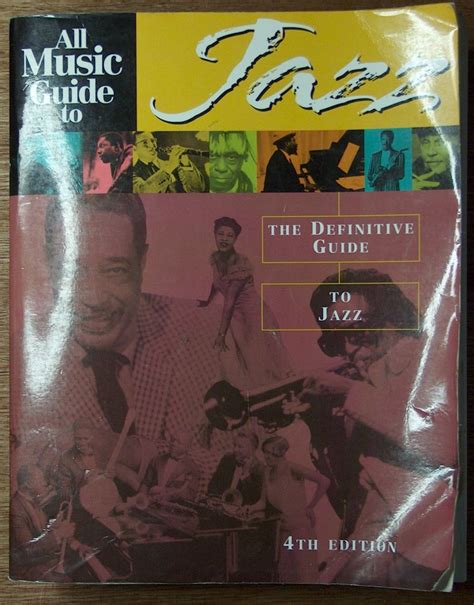 All
Music
Guide
to
Jazz
THE DEFINITIVE
GUIDE
TO
JAZZ
4TH EDITION